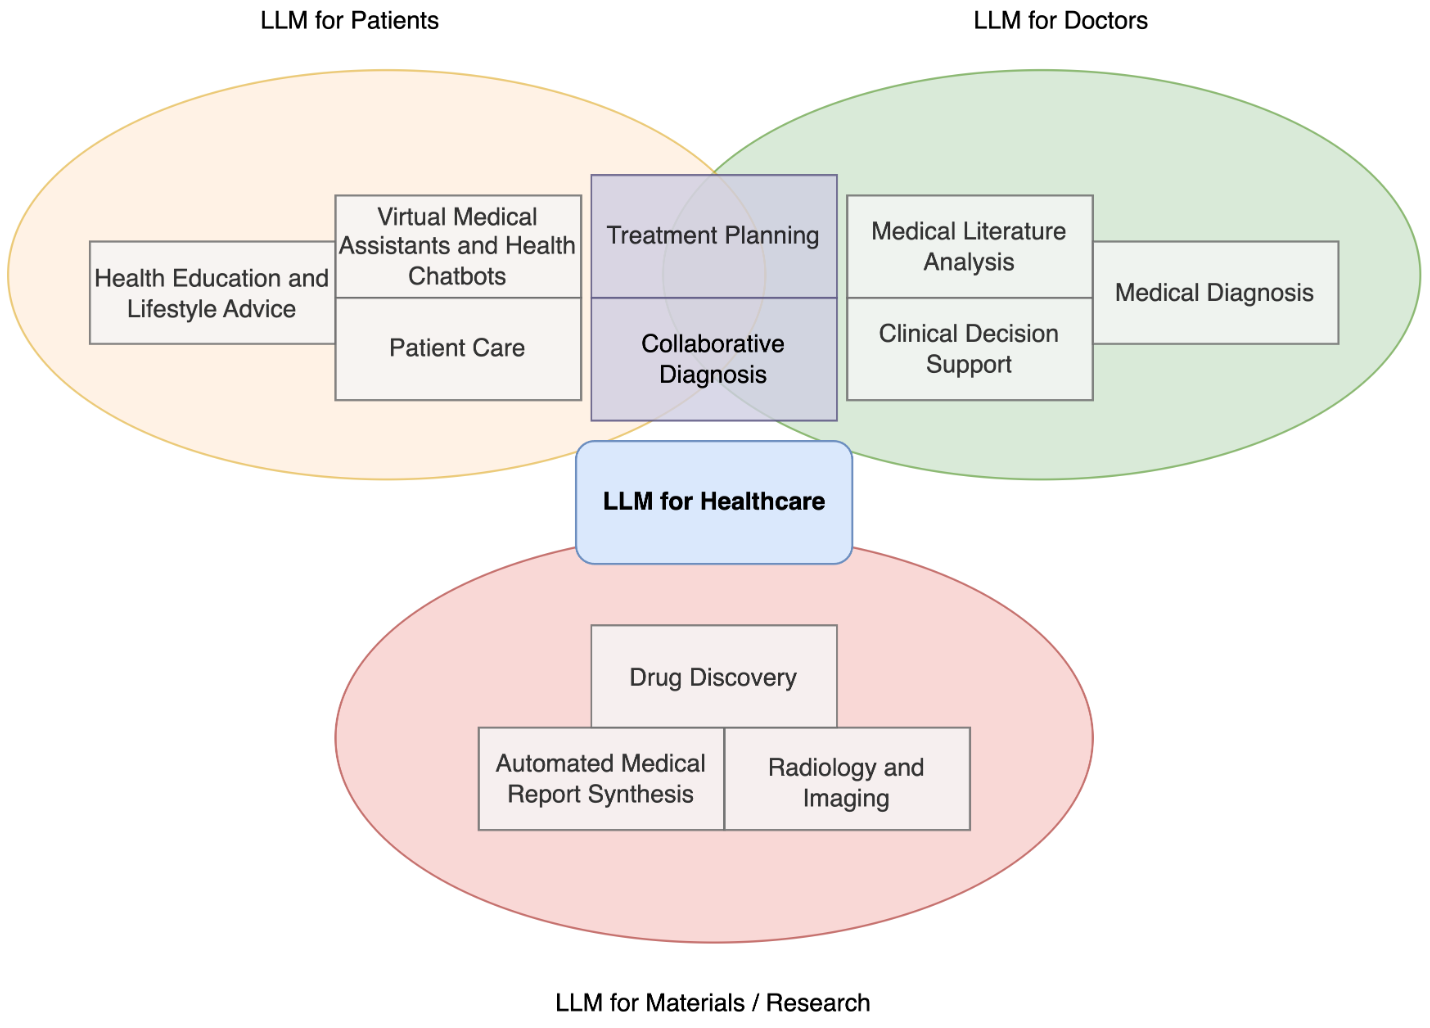 LLM for Patients
LLM for Doctors
Health Education and
Lifestyle Advice
Virtual Medical
Assistants and Health
Chatbots
Patient Care
Treatment Planning
Collaborative
Diagnosis
Medical Literature
Analysis
Clinical Decision
Support
Medical Diagnosis
LLM for Healthcare
Drug Discovery
Automated Medical
Report Synthesis
Radiology and
Imaging
LLM for Materials / Research